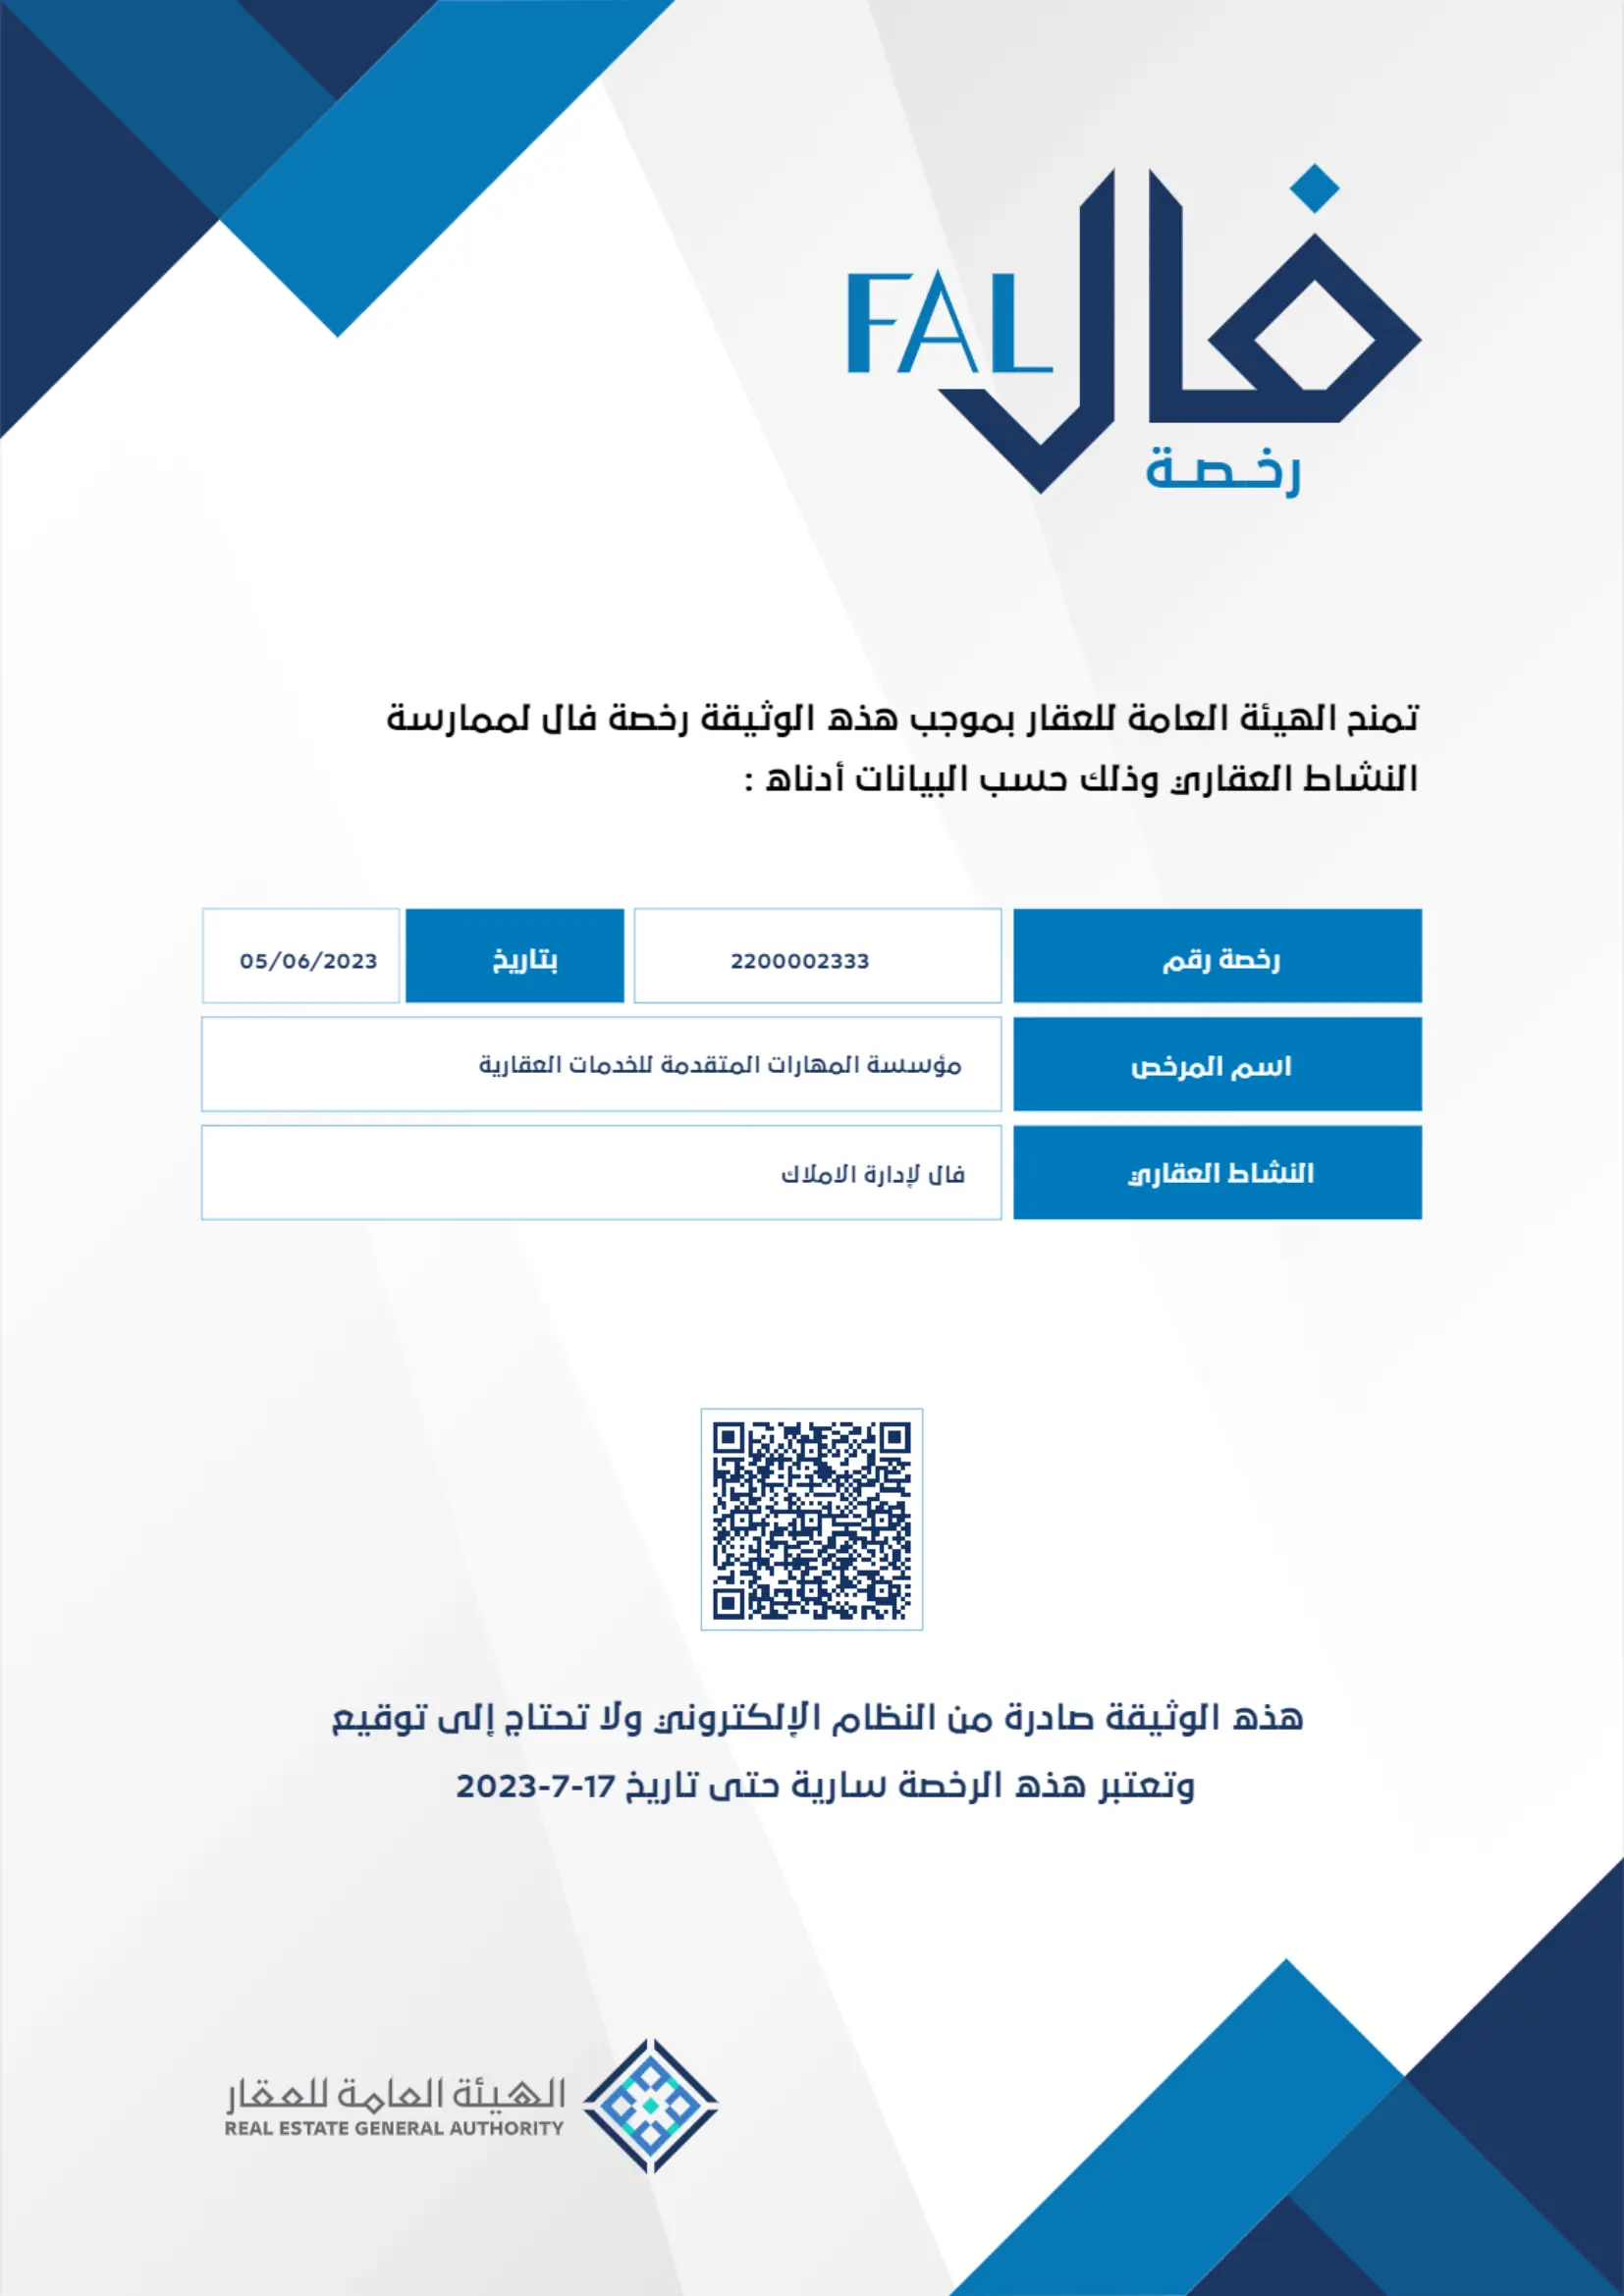 فال
FAL
رخصة
تمنح الهيئة العامة للعقار بموجب هذه الوثيقة رخصة فال لممارسة
النشاط العقاري وذلك حسب البيانات أدناه :
رخصة رقم 2200002333 بتاريخ 05/06/2023
اسم المرخص مؤسسة المهارات المتقدمة للخدمات العقارية
النشاط العقاري فال لإدارة الاملاك
هذه الوثيقة صادرة من النظام الإلكتروني ولا تحتاج إلى توقيع
وتعتبر هذه الرخصة سارية حتى تاريخ 17-7-2023
الهيئة العامة للعقار
REAL ESTATE GENERAL AUTHORITY